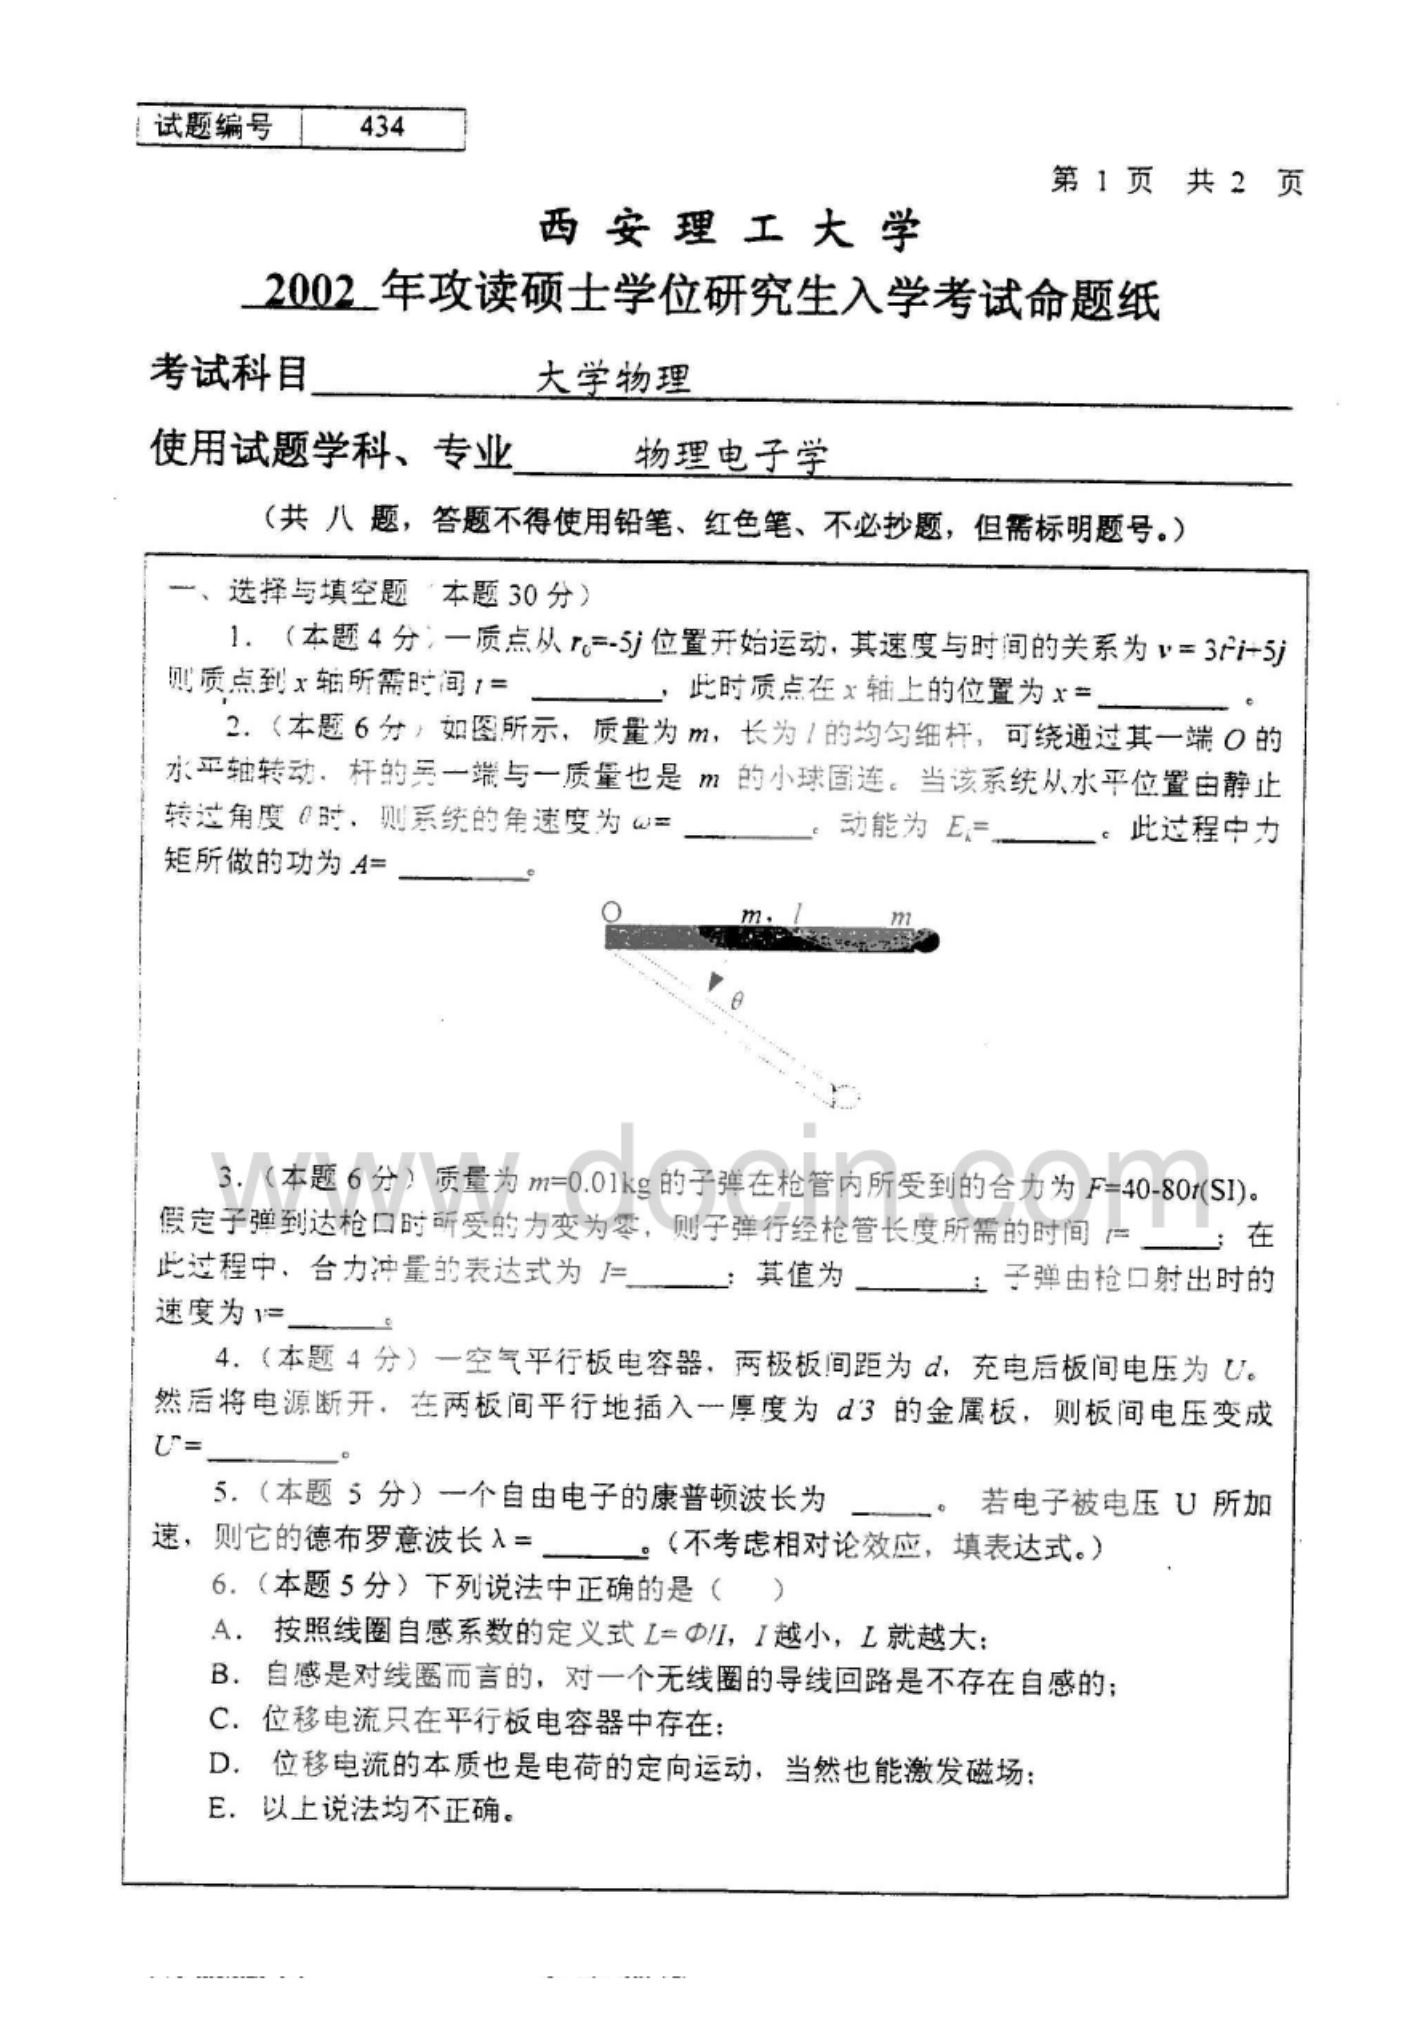 试题编号 434
第 1 页 共 2 页
西安理工大学
2002 年攻读硕士学位研究生入学考试命题纸
考试科目 大学物理
使用试题学科、专业 物理电子学
（共 八 题，答题不得使用铅笔、红色笔、不必抄题，但需标明题号。）
一、选择与填空题（本题 30 分）
1．（本题 4 分）一质点从 r₀=-5j 位置开始运动，其速度与时间的关系为 v = 3t²i+5j
则质点到 x 轴所需时间 t = ______，此时质点在 x 轴上的位置为 x = ______。
2．（本题 6 分）如图所示，质量为 m，长为 l 的均匀细杆，可绕通过其一端 O 的
水平轴转动，杆的另一端与一质量也是 m 的小球固连。当该系统从水平位置由静止
转过角度 θ 时，则系统的角速度为 ω= ______。动能为 Eₖ=______。此过程中力
矩所做的功为 A= ______。
O m，l m
θ
www.docin.com
3．（本题 6 分）质量为 m=0.01kg 的子弹在枪管内所受到的合力为 F=40-80t(SI)。
假定子弹到达枪口时所受的力变为零，则子弹行经枪管长度所需的时间 t= ____；在
此过程中，合力冲量的表达式为 I=______；其值为 ______；子弹由枪口射出时的
速度为 v=______。
4．（本题 4 分）一空气平行板电容器，两极板间距为 d，充电后板间电压为 U。
然后将电源断开，在两板间平行地插入一厚度为 d/3 的金属板，则板间电压变成
U'=______。
5．（本题 5 分）一个自由电子的康普顿波长为 ____。 若电子被电压 U 所加
速，则它的德布罗意波长 λ = ____。（不考虑相对论效应，填表达式。）
6．（本题 5 分）下列说法中正确的是（ ）
A． 按照线圈自感系数的定义式 L= Φ/I，I 越小，L 就越大；
B． 自感是对线圈而言的，对一个无线圈的导线回路是不存在自感的；
C．位移电流只在平行板电容器中存在；
D． 位移电流的本质也是电荷的定向运动，当然也能激发磁场；
E． 以上说法均不正确。